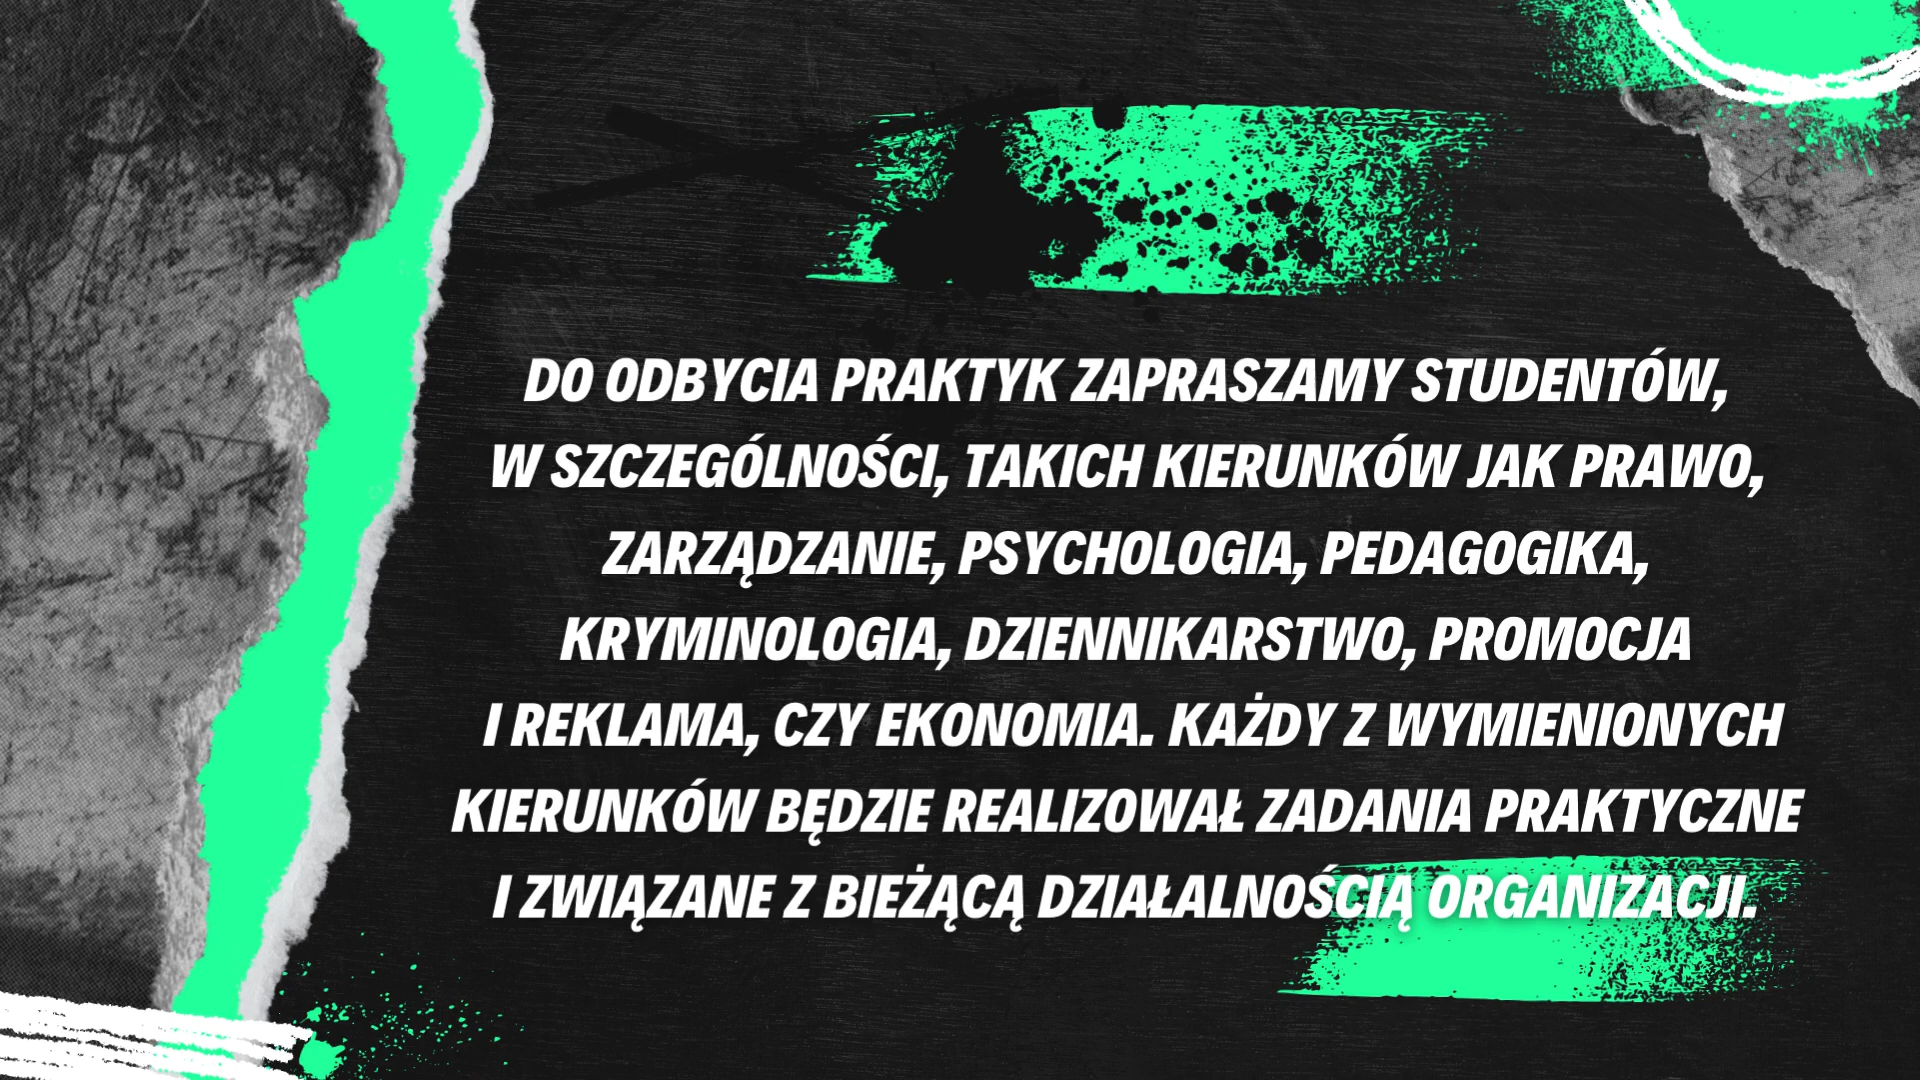 DO ODBYCIA PRAKTYK ZAPRASZAMY STUDENTÓW,
W SZCZEGÓLNOŚCI, TAKICH KIERUNKÓW JAK PRAWO,
ZARZĄDZANIE, PSYCHOLOGIA, PEDAGOGIKA,
KRYMINOLOGIA, DZIENNIKARSTWO, PROMOCJA
I REKLAMA, CZY EKONOMIA. KAŻDY Z WYMIENIONYCH
KIERUNKÓW BĘDZIE REALIZOWAŁ ZADANIA PRAKTYCZNE
I ZWIĄZANE Z BIEŻĄCĄ DZIAŁALNOŚCIĄ ORGANIZACJI.